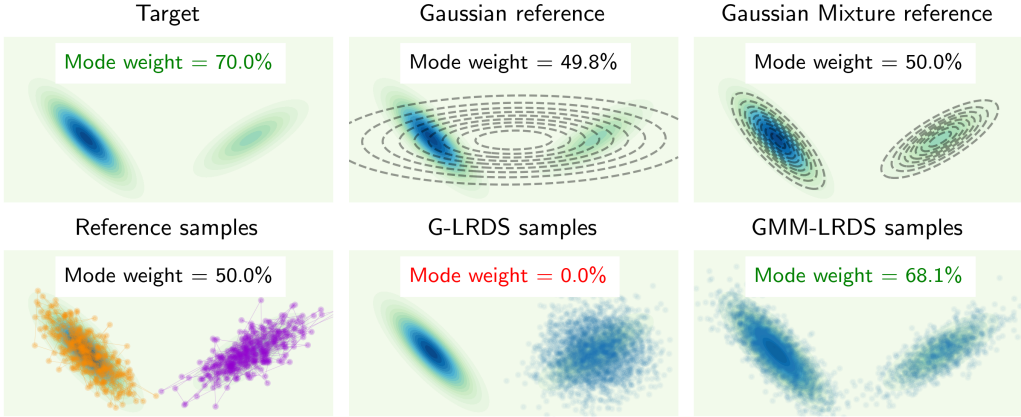 Target
Mode weight = 70.0%
Gaussian reference
Mode weight = 49.8%
Gaussian Mixture reference
Mode weight = 50.0%
Reference samples
Mode weight = 50.0%
G-LRDS samples
Mode weight = 0.0%
GMM-LRDS samples
Mode weight = 68.1%